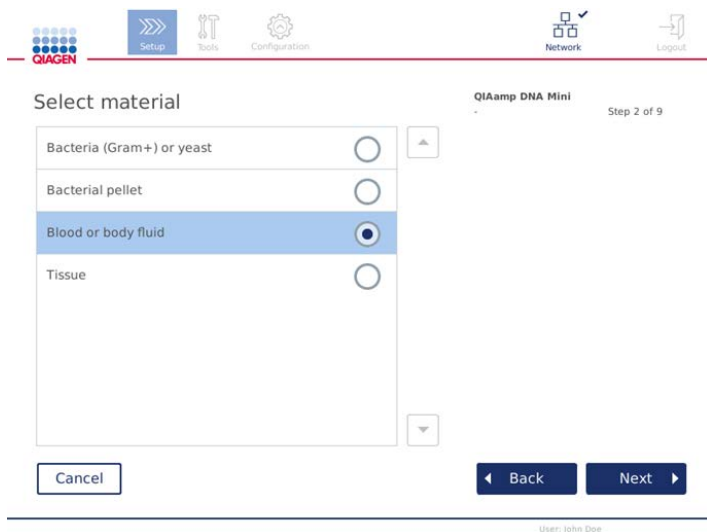 QIAGEN
Setup
Tools
Configuration
Network
Logout
Select material
QIAamp DNA Mini
-
Step 2 of 9
Bacteria (Gram+) or yeast
Bacterial pellet
Blood or body fluid
Tissue
Cancel
Back
Next
User: John Doe